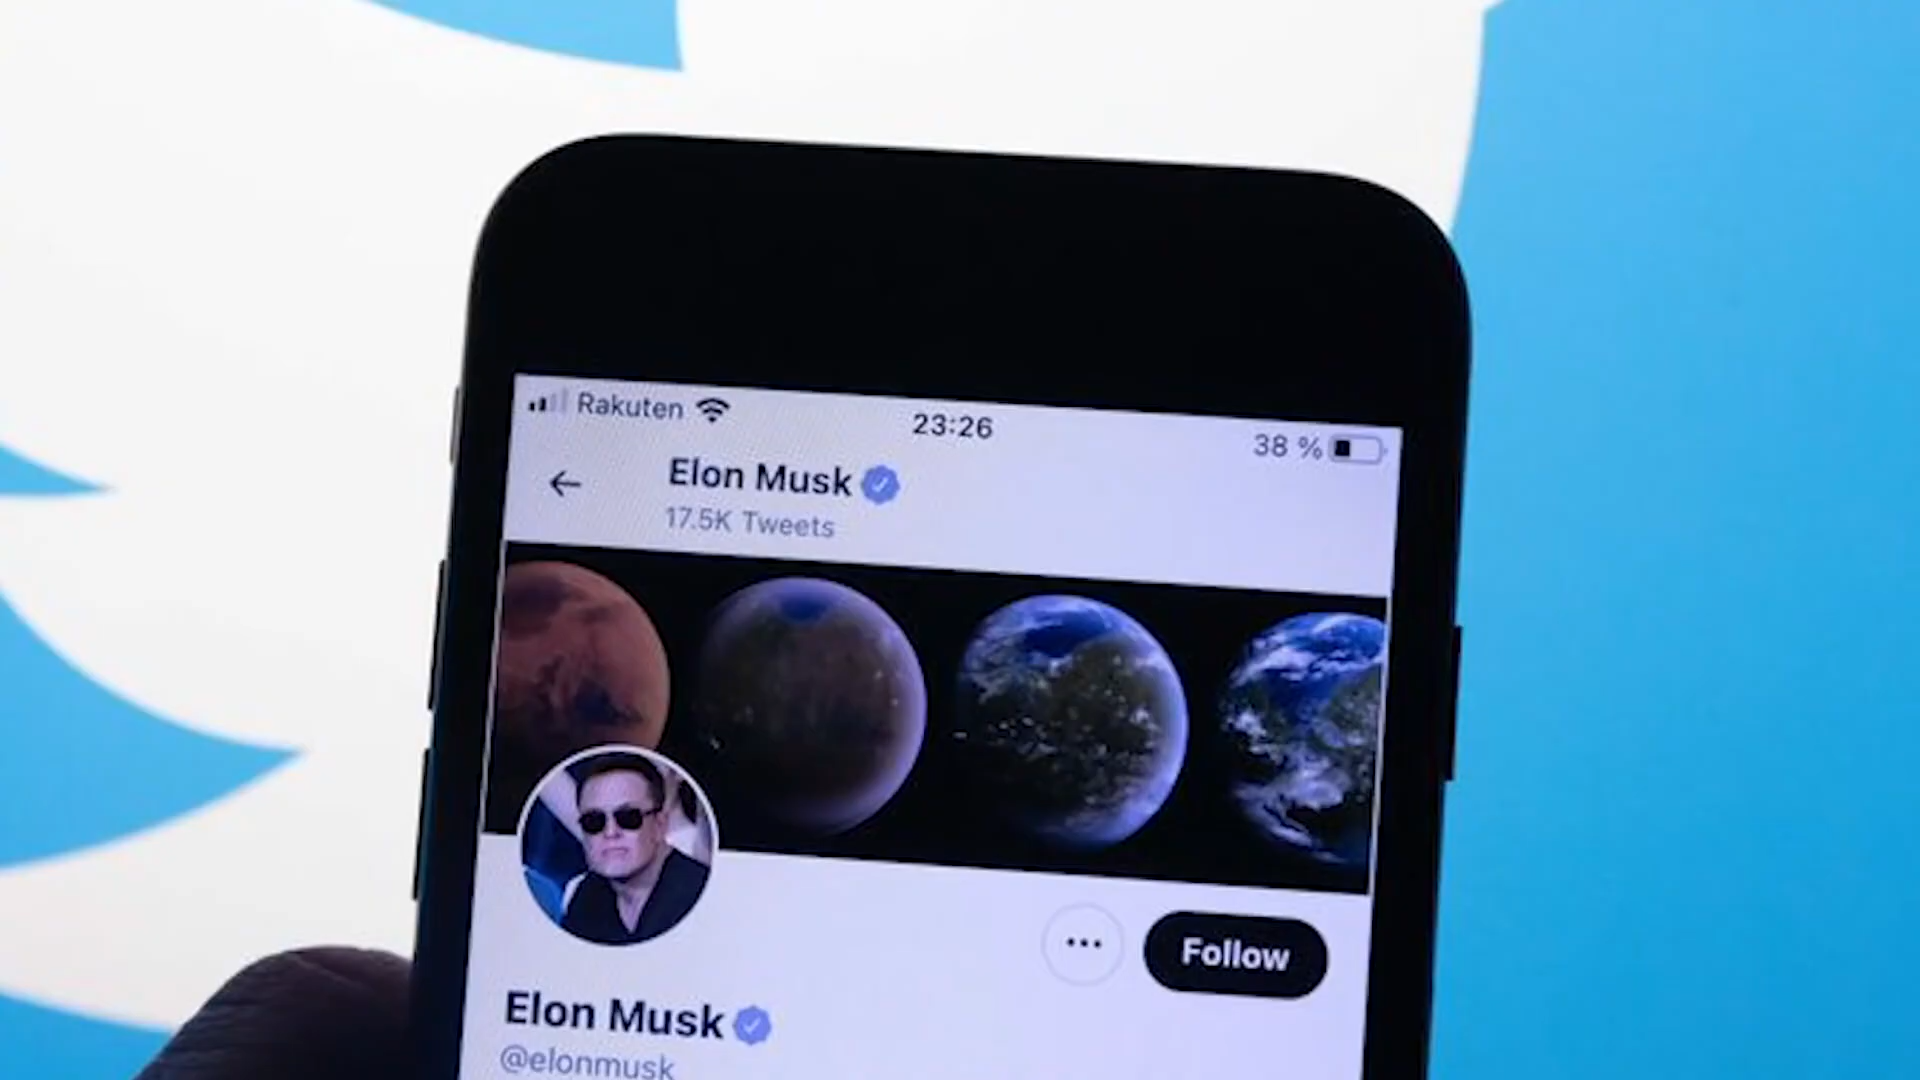 Rakuten
23:26
38 %
Elon Musk
17.5K Tweets
Follow
Elon Musk
@elonmusk